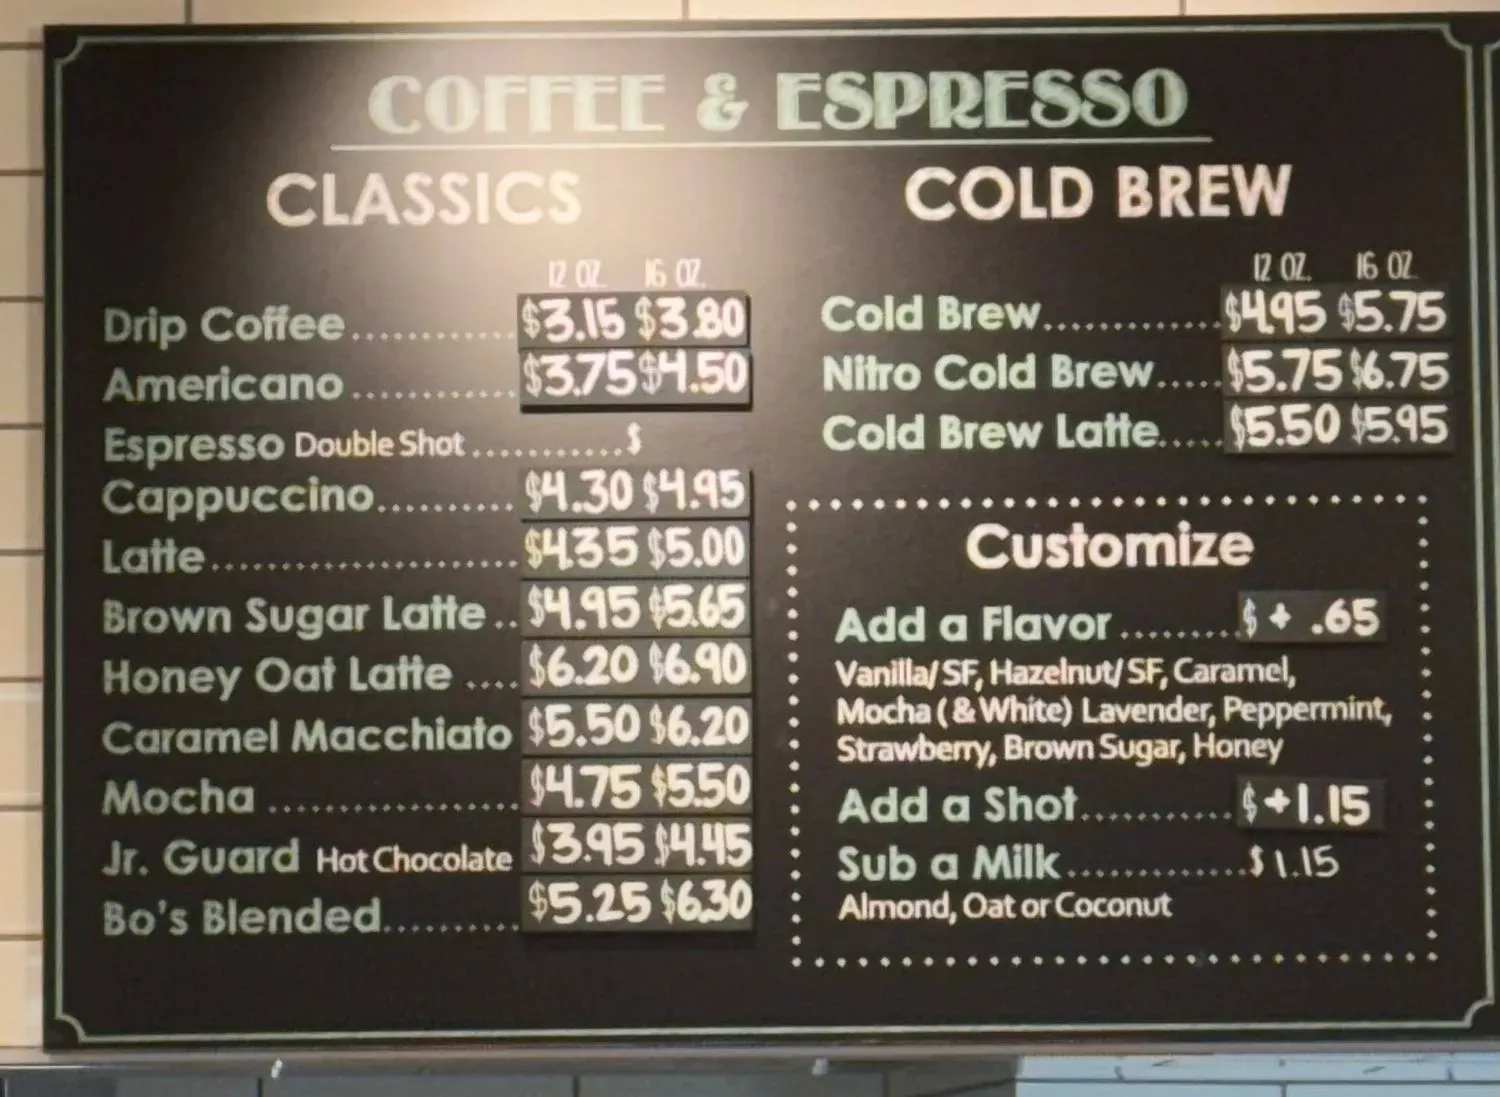 COFFEE & ESPRESSO
CLASSICS
12 OZ. 16 OZ.
Drip Coffee............... $3.15 $3.80
Americano............... $3.75 $4.50
Espresso Double Shot...........$
Cappuccino.......... $4.30 $4.95
Latte............................ $4.35 $5.00
Brown Sugar Latte.. $4.95 $5.65
Honey Oat Latte .... $6.20 $6.90
Caramel Macchiato $5.50 $6.20
Mocha ....................... $4.75 $5.50
Jr. Guard Hot Chocolate $3.95 $4.45
Bo's Blended............ $5.25 $6.30
COLD BREW
12 OZ. 16 OZ.
Cold Brew............... $4.95 $5.75
Nitro Cold Brew..... $5.75 $6.75
Cold Brew Latte..... $5.50 $5.95
Customize
Add a Flavor.......... $ + .65
Vanilla/ SF, Hazelnut/ SF, Caramel,
Mocha ( & White) Lavender, Peppermint,
Strawberry, Brown Sugar, Honey
Add a Shot............. $ +1.15
Sub a Milk...............$ 1.15
Almond, Oat or Coconut